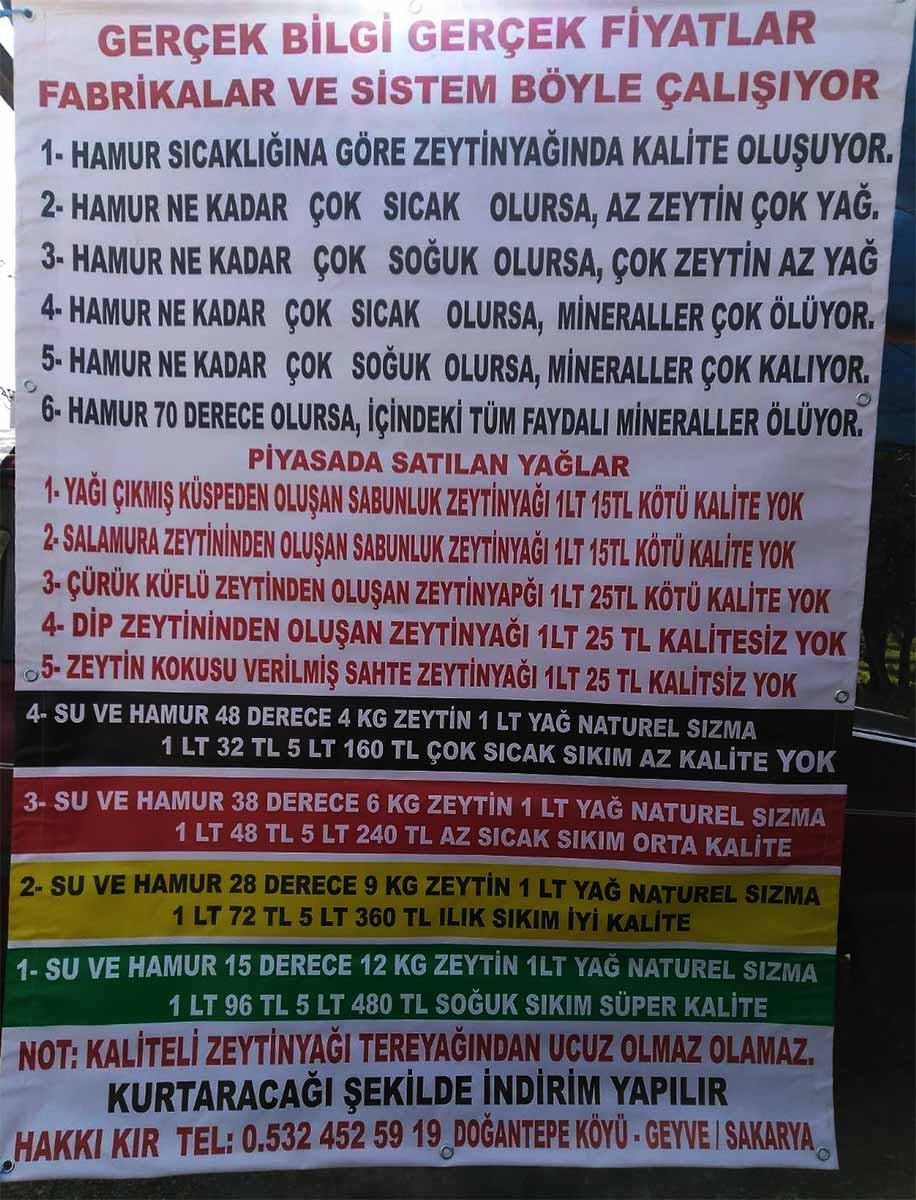 GERÇEK BİLGİ GERÇEK FİYATLAR
FABRİKALAR VE SİSTEM BÖYLE ÇALIŞIYOR
1- HAMUR SICAKLIĞINA GÖRE ZEYTİNYAĞINDA KALİTE OLUŞUYOR.
2- HAMUR NE KADAR ÇOK SICAK OLURSA, AZ ZEYTİN ÇOK YAĞ.
3- HAMUR NE KADAR ÇOK SOĞUK OLURSA, ÇOK ZEYTİN AZ YAĞ
4- HAMUR NE KADAR ÇOK SICAK OLURSA, MİNERALLER ÇOK ÖLÜYOR.
5- HAMUR NE KADAR ÇOK SOĞUK OLURSA, MİNERALLER ÇOK KALIYOR.
6- HAMUR 70 DERECE OLURSA, İÇİNDEKİ TÜM FAYDALI MİNERALLER ÖLÜYOR.
PİYASADA SATILAN YAĞLAR
1- YAĞI ÇIKMIŞ KÜSPEDEN OLUŞAN SABUNLUK ZEYTİNYAĞI 1LT 15TL KÖTÜ KALİTE YOK
2- SALAMURA ZEYTİNİNDEN OLUŞAN SABUNLUK ZEYTİNYAĞI 1LT 15TL KÖTÜ KALİTE YOK
3- ÇÜRÜK KÜFLÜ ZEYTİNDEN OLUŞAN ZEYTİNYAPĞI 1LT 25TL KÖTÜ KALİTE YOK
4- DİP ZEYTİNİNDEN OLUŞAN ZEYTİNYAĞI 1LT 25 TL KALİTESİZ YOK
5- ZEYTİN KOKUSU VERİLMİŞ SAHTE ZEYTİNYAĞI 1LT 25 TL KALİTSİZ YOK
4- SU VE HAMUR 48 DERECE 4 KG ZEYTİN 1 LT YAĞ NATUREL SIZMA
1 LT 32 TL 5 LT 160 TL ÇOK SICAK SIKIM AZ KALİTE YOK
3- SU VE HAMUR 38 DERECE 6 KG ZEYTİN 1 LT YAĞ NATUREL SIZMA
1 LT 48 TL 5 LT 240 TL AZ SICAK SIKIM ORTA KALİTE
2- SU VE HAMUR 28 DERECE 9 KG ZEYTİN 1 LT YAĞ NATUREL SIZMA
1 LT 72 TL 5 LT 360 TL ILIK SIKIM İYİ KALİTE
1- SU VE HAMUR 15 DERECE 12 KG ZEYTİN 1LT YAĞ NATUREL SIZMA
1 LT 96 TL 5 LT 480 TL SOĞUK SIKIM SÜPER KALİTE
NOT: KALİTELİ ZEYTİNYAĞI TEREYAĞINDAN UCUZ OLMAZ OLAMAZ.
KURTARACAĞI ŞEKİLDE İNDİRİM YAPILIR
HAKKI KIR TEL: 0.532 452 59 19 DOĞANTEPE KÖYÜ - GEYVE / SAKARYA